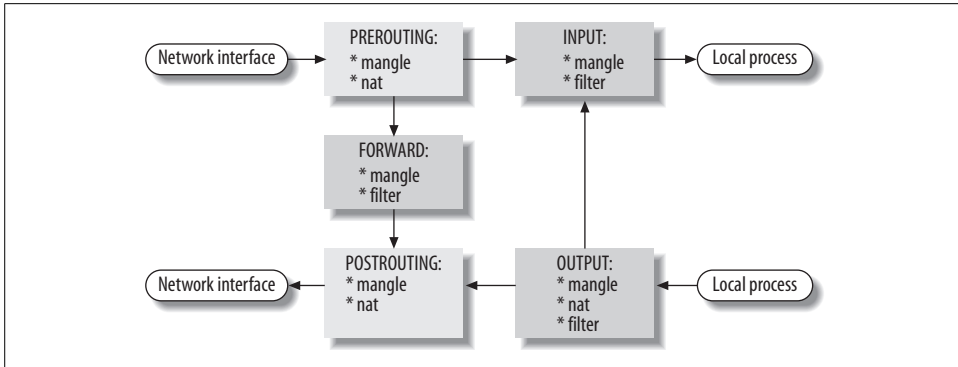 Network interface
PREROUTING:
* mangle
* nat
INPUT:
* mangle
* filter
Local process
FORWARD:
* mangle
* filter
Network interface
POSTROUTING:
* mangle
* nat
OUTPUT:
* mangle
* nat
* filter
Local process